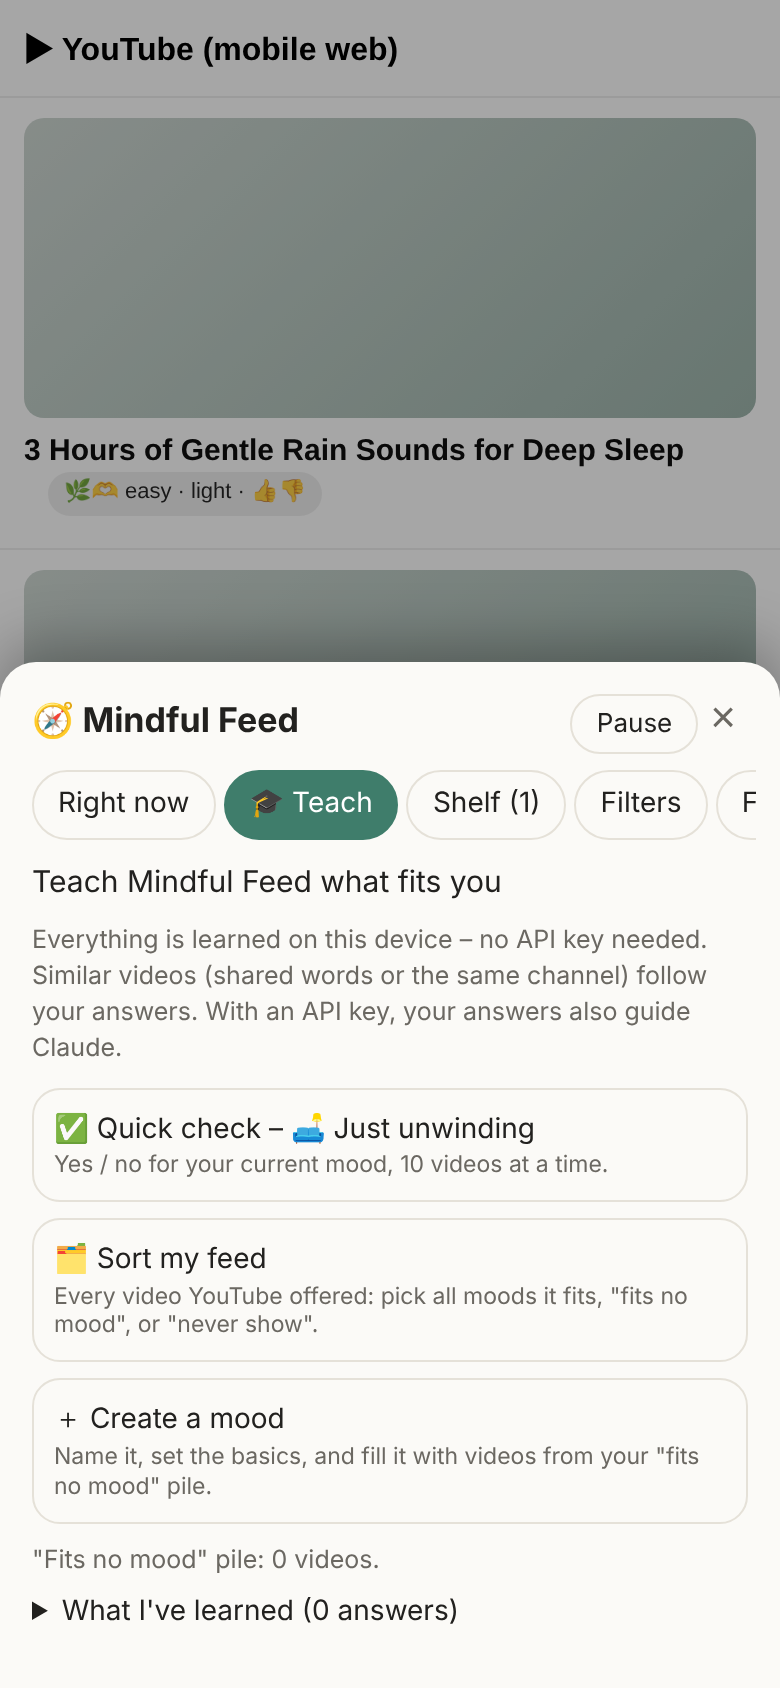 ▶ YouTube (mobile web)
3 Hours of Gentle Rain Sounds for Deep Sleep
🌿🫶 easy · light · 👍👎
🧭 Mindful Feed
Pause ✕
Right now 🎓 Teach Shelf (1) Filters F
Teach Mindful Feed what fits you
Everything is learned on this device – no API key needed.
Similar videos (shared words or the same channel) follow
your answers. With an API key, your answers also guide
Claude.
✅ Quick check – 🛋️ Just unwinding
Yes / no for your current mood, 10 videos at a time.
🗂️ Sort my feed
Every video YouTube offered: pick all moods it fits, "fits no
mood", or "never show".
＋ Create a mood
Name it, set the basics, and fill it with videos from your "fits
no mood" pile.
"Fits no mood" pile: 0 videos.
▶ What I've learned (0 answers)